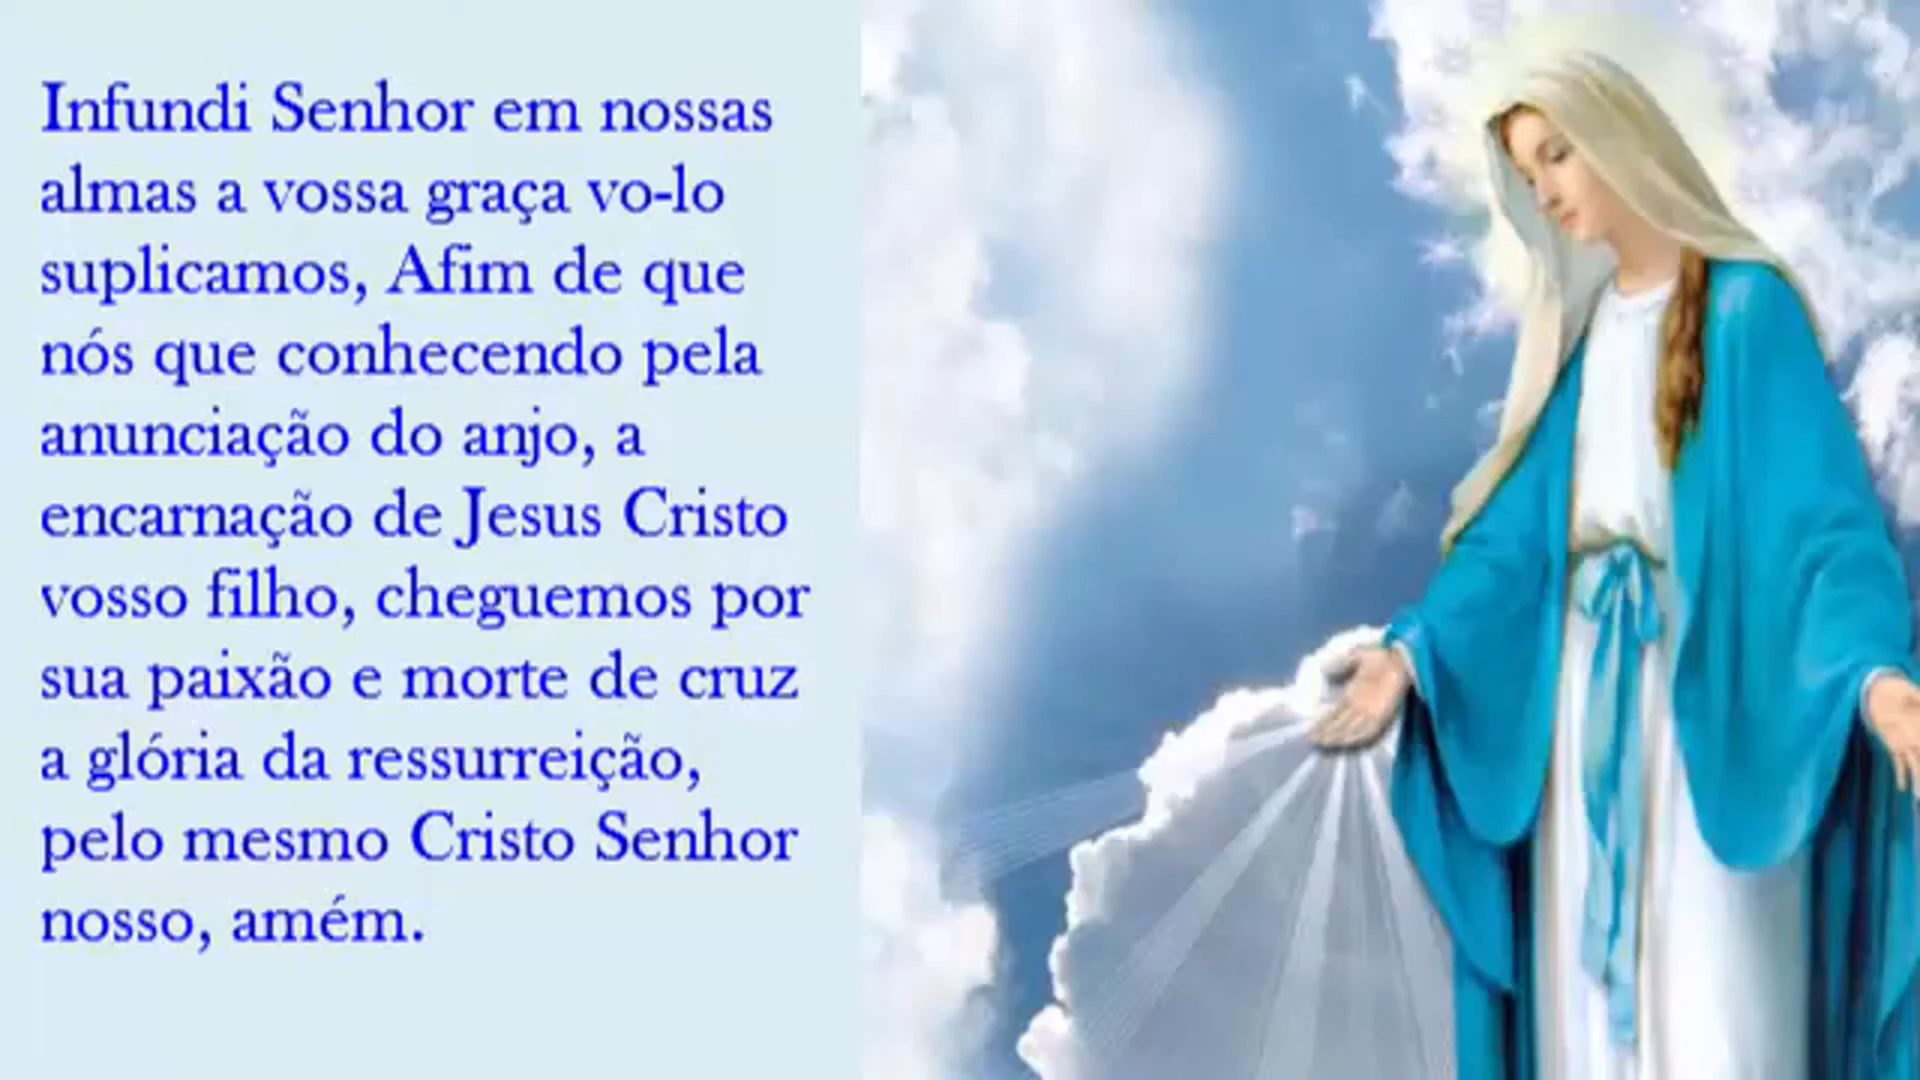 Infundi Senhor em nossas
almas a vossa graça vo-lo
suplicamos, Afim de que
nós que conhecendo pela
anunciação do anjo, a
encarnação de Jesus Cristo
vosso filho, cheguemos por
sua paixão e morte de cruz
a glória da ressurreição,
pelo mesmo Cristo Senhor
nosso, amém.